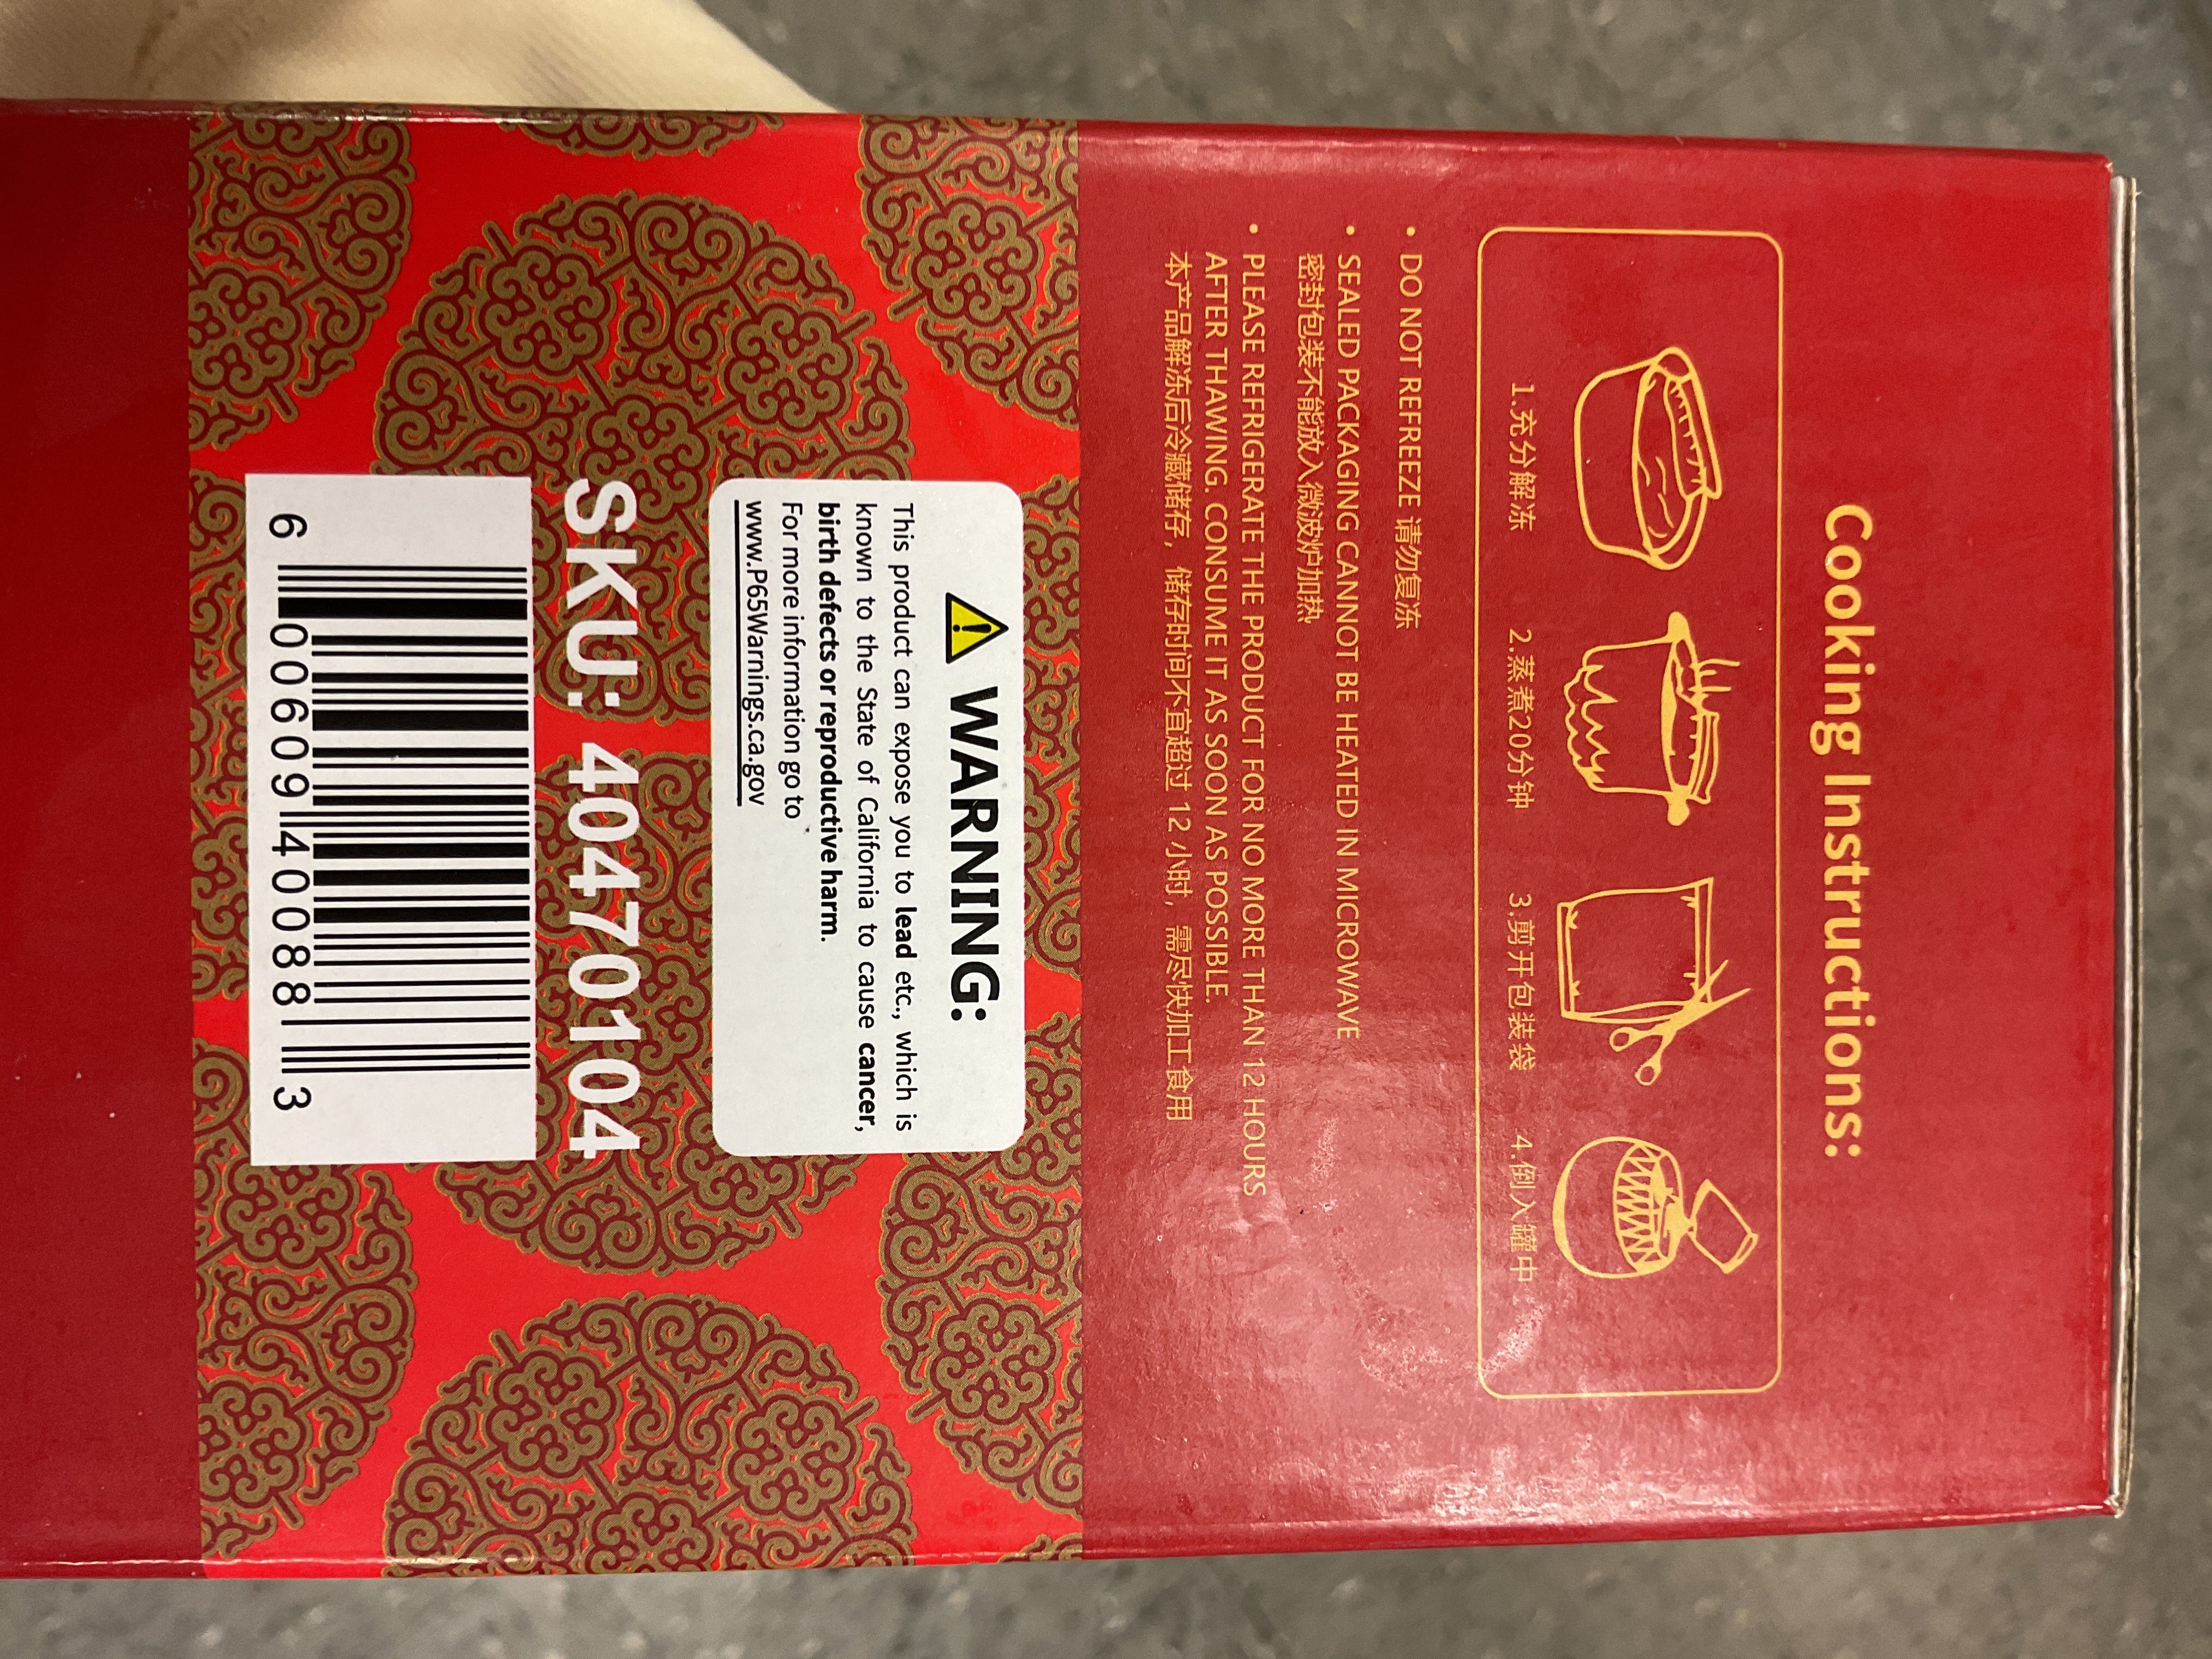 Cooking Instructions:
1.充分解冻
2.蒸煮20分钟
3.剪开包装袋
4.倒入罐中
• DO NOT REFREEZE 请勿复冻
• SEALED PACKAGING CANNOT BE HEATED IN MICROWAVE
密封包装不能放入微波炉加热
• PLEASE REFRIGERATE THE PRODUCT FOR NO MORE THAN 12 HOURS
AFTER THAWING. CONSUME IT AS SOON AS POSSIBLE.
本产品解冻后冷藏储存，储存时间不宜超过 12 小时，需尽快加工食用
WARNING:
This product can expose you to lead etc., which is
known to the State of California to cause cancer,
birth defects or reproductive harm.
For more information go to
www.P65Warnings.ca.gov
SKU: 40470104
6 00609 40088 3